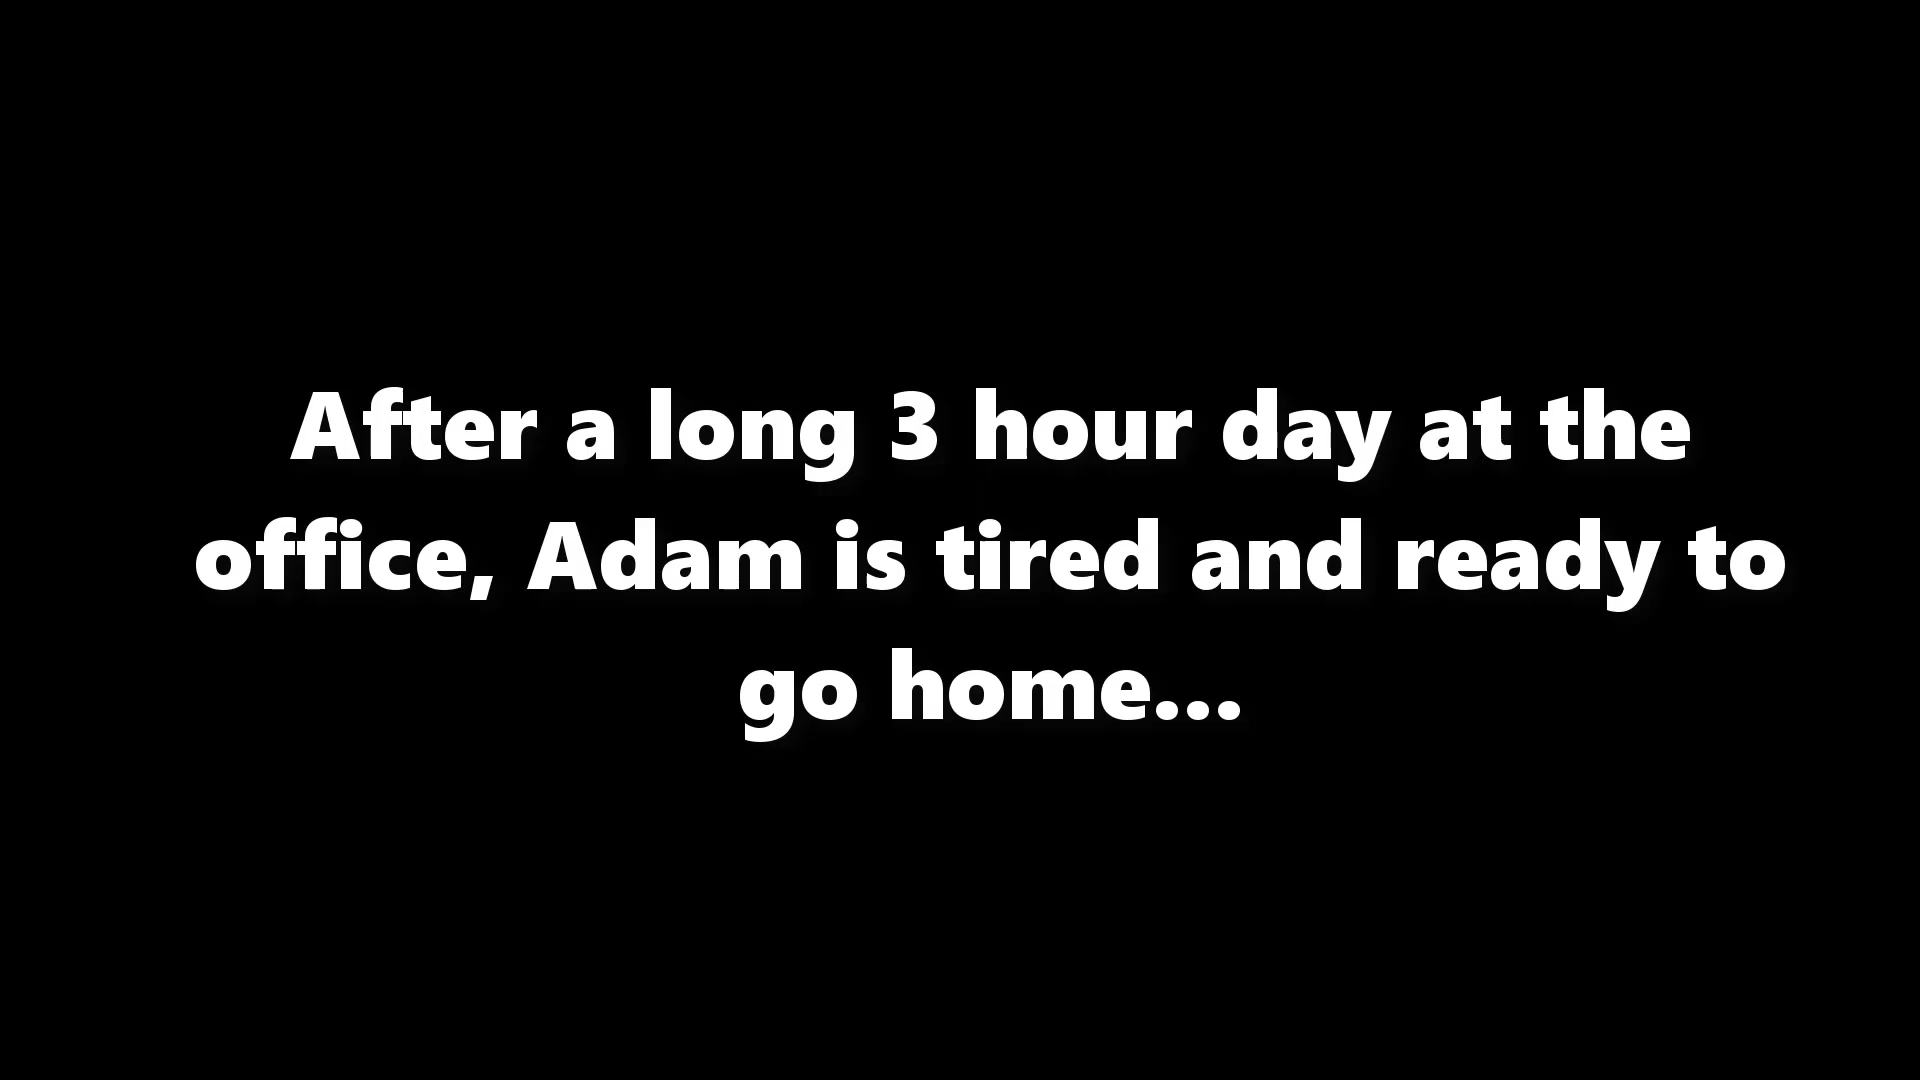 After a long 3 hour day at the
office, Adam is tired and ready to
go home...